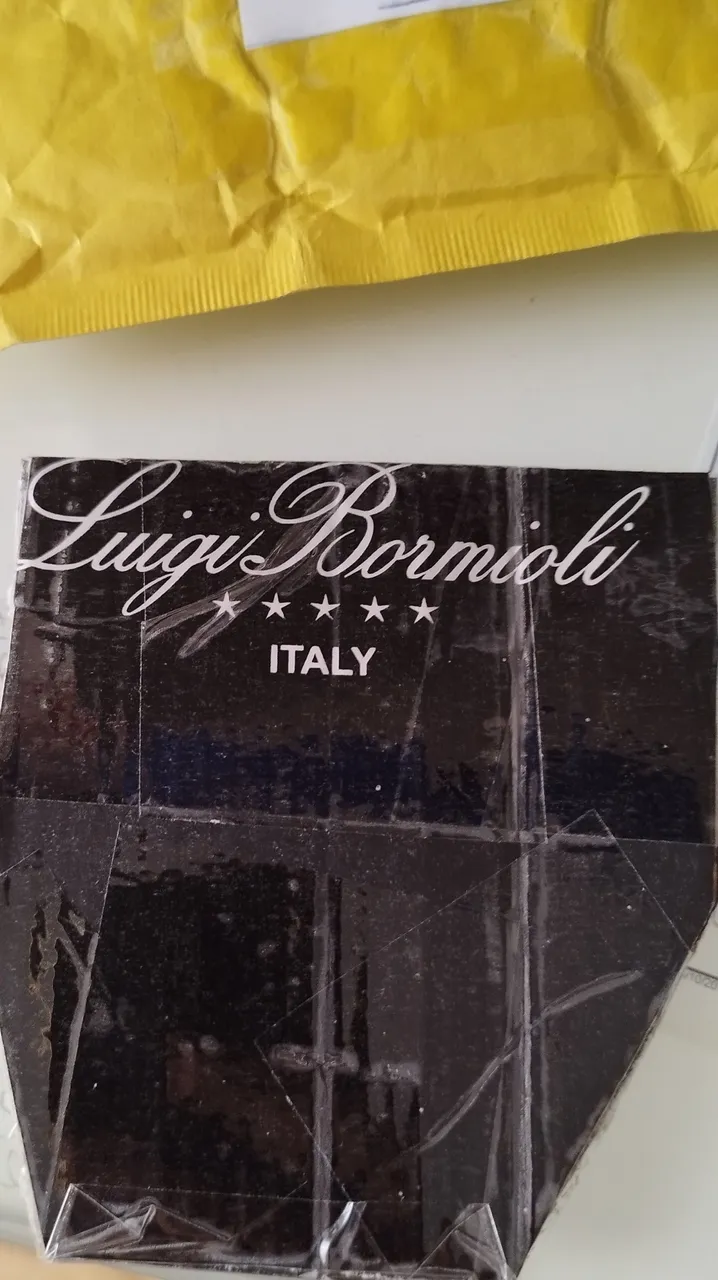 Luigi Bormioli
★★★★★
ITALY